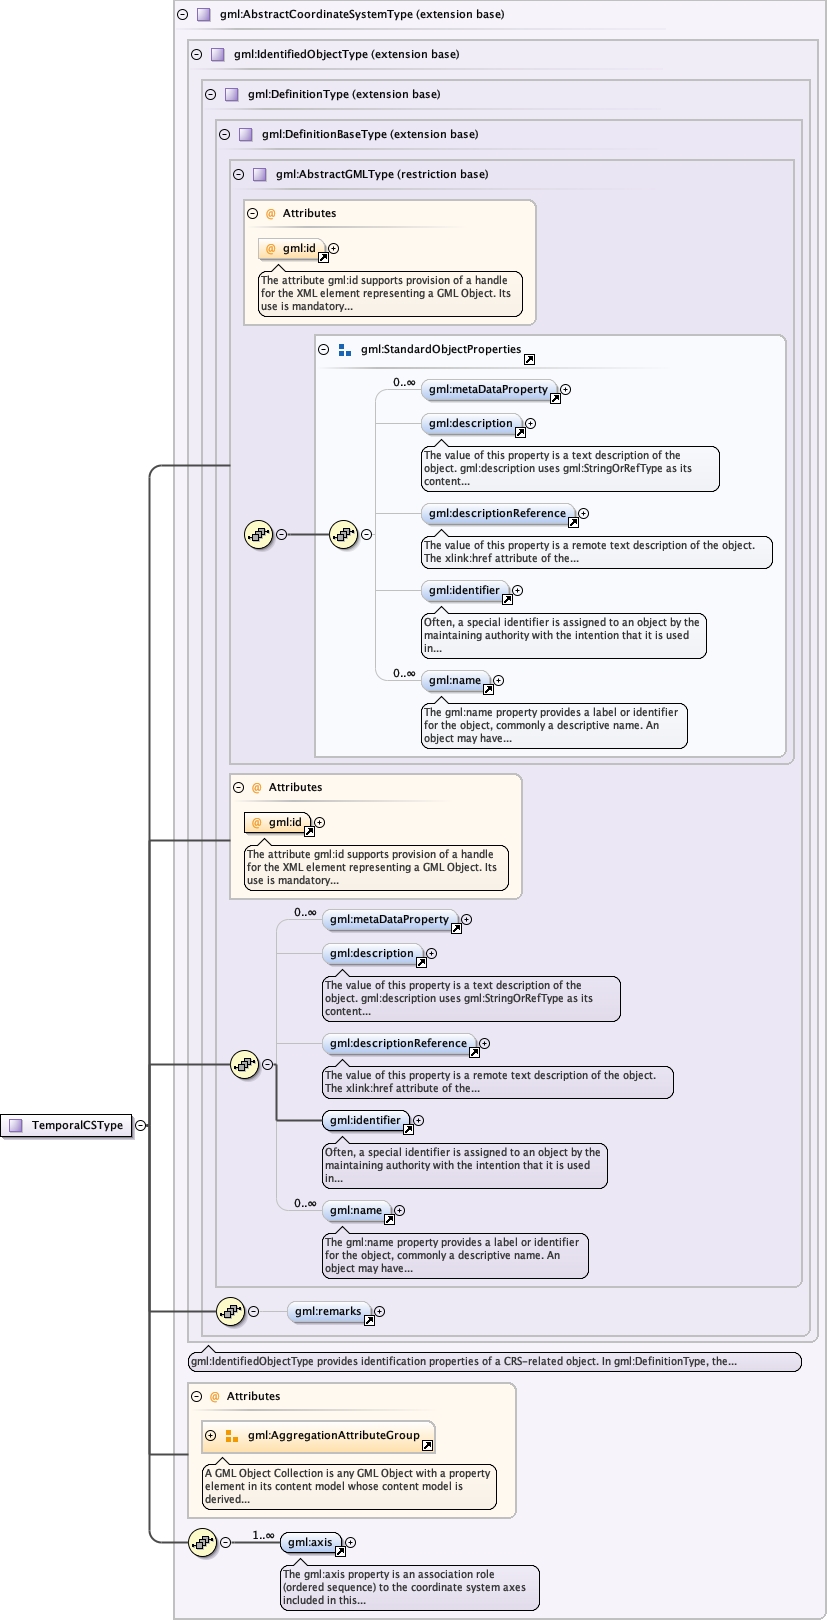 gml:AbstractCoordinateSystemType (extension base)
gml:IdentifiedObjectType (extension base)
gml:DefinitionType (extension base)
gml:DefinitionBaseType (extension base)
gml:AbstractGMLType (restriction base)
@ Attributes
@ gml:id
The attribute gml:id supports provision of a handle
for the XML element representing a GML Object. Its
use is mandatory...
gml:StandardObjectProperties
0..∞
gml:metaDataProperty
gml:description
The value of this property is a text description of the
object. gml:description uses gml:StringOrRefType as its
content...
gml:descriptionReference
The value of this property is a remote text description of the object.
The xlink:href attribute of the...
gml:identifier
Often, a special identifier is assigned to an object by the
maintaining authority with the intention that it is used
in...
0..∞
gml:name
The gml:name property provides a label or identifier
for the object, commonly a descriptive name. An
object may have...
@ Attributes
@ gml:id
The attribute gml:id supports provision of a handle
for the XML element representing a GML Object. Its
use is mandatory...
0..∞
gml:metaDataProperty
gml:description
The value of this property is a text description of the
object. gml:description uses gml:StringOrRefType as its
content...
gml:descriptionReference
The value of this property is a remote text description of the object.
The xlink:href attribute of the...
TemporalCSType
gml:identifier
Often, a special identifier is assigned to an object by the
maintaining authority with the intention that it is used
in...
0..∞
gml:name
The gml:name property provides a label or identifier
for the object, commonly a descriptive name. An
object may have...
gml:remarks
gml:IdentifiedObjectType provides identification properties of a CRS-related object. In gml:DefinitionType, the...
@ Attributes
gml:AggregationAttributeGroup
A GML Object Collection is any GML Object with a property
element in its content model whose content model is
derived...
1..∞
gml:axis
The gml:axis property is an association role
(ordered sequence) to the coordinate system axes
included in this...